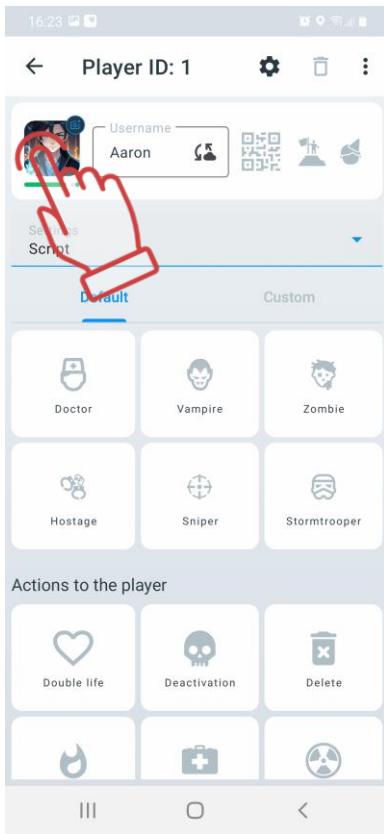 16:23
Player ID: 1
Username
Aaron
Settings
Script
Default
Custom
Doctor
Vampire
Zombie
Hostage
Sniper
Stormtrooper
Actions to the player
Double life
Deactivation
Delete